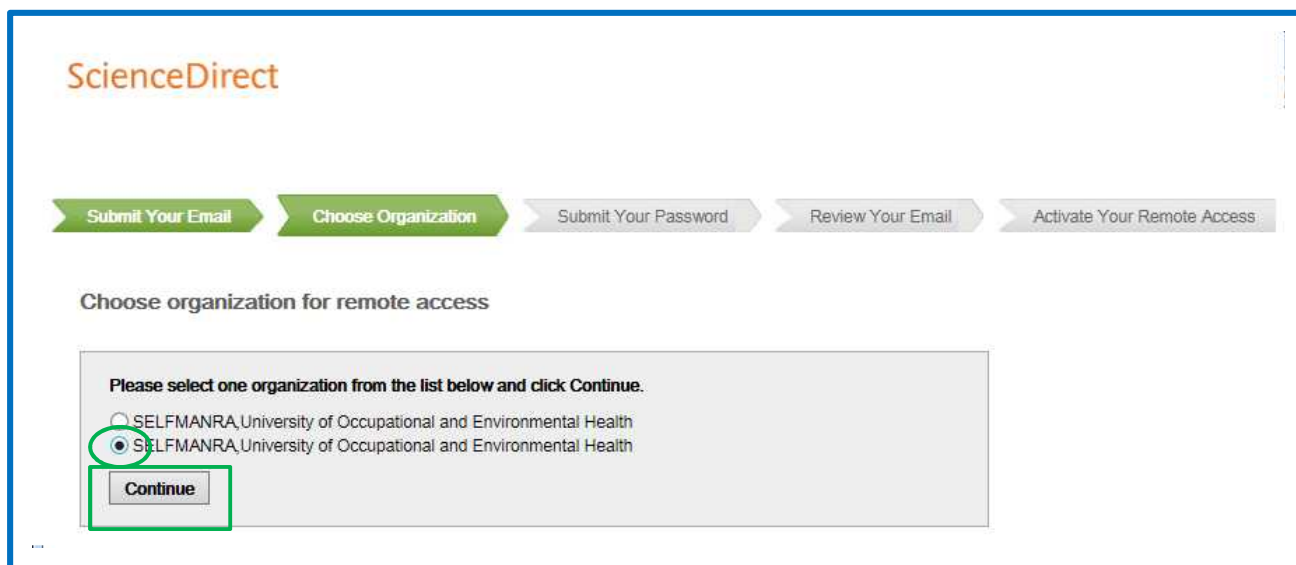 ScienceDirect
Submit Your Email
Choose Organization
Submit Your Password
Review Your Email
Activate Your Remote Access
Choose organization for remote access
Please select one organization from the list below and click Continue.
SELFMANRA,University of Occupational and Environmental Health
SELFMANRA,University of Occupational and Environmental Health
Continue